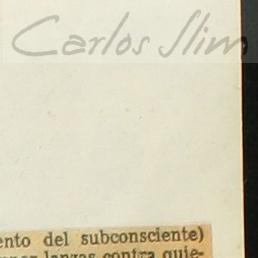 Carlos Slim
ento del subconsciente)
lanzas contra quie-